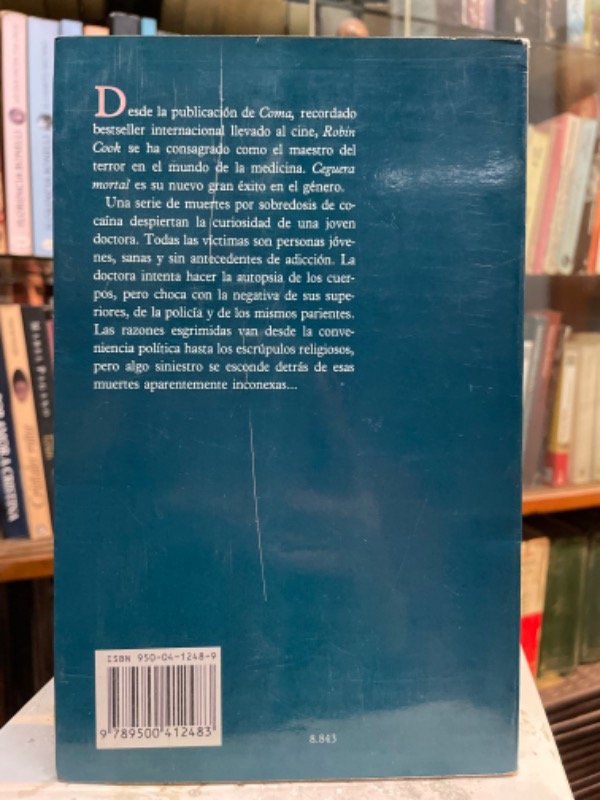 Desde la publicación de Coma, recordado
bestseller internacional llevado al cine, Robin
Cook se ha consagrado como el maestro del
terror en el mundo de la medicina. Ceguera
mortal es su nuevo gran éxito en el género.
Una serie de muertes por sobredosis de co-
caína despiertan la curiosidad de una joven
doctora. Todas las víctimas son personas jóve-
nes, sanas y sin antecedentes de adicción. La
doctora intenta hacer la autopsia de los cuer-
pos, pero choca con la negativa de sus supe-
riores, de la policía y de los mismos parientes.
Las razones esgrimidas van desde la conve-
niencia política hasta los escrúpulos religiosos,
pero algo siniestro se esconde detrás de esas
muertes aparentemente inconexas...
ISBN 950-04-1248-9
9 789500 412483
8.843
FLORENCIA BONELLI